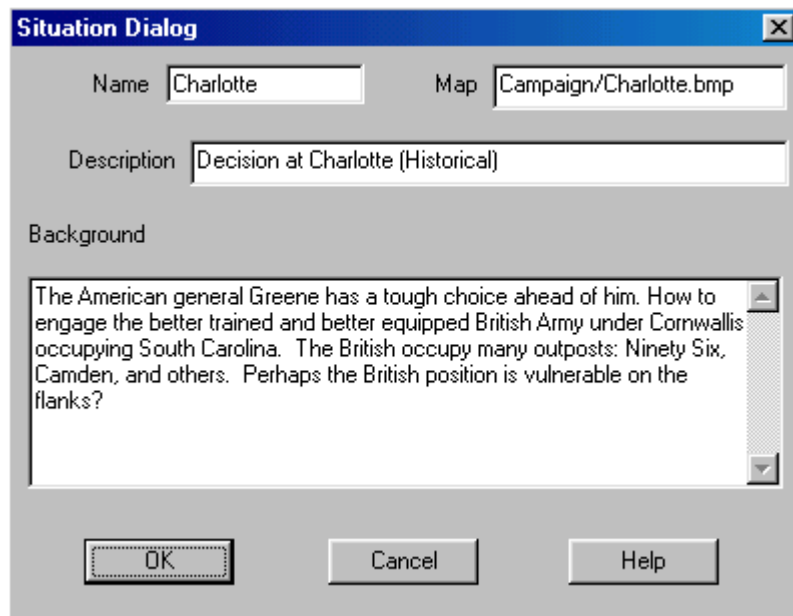 Situation Dialog
Name Charlotte Map Campaign/Charlotte.bmp
Description Decision at Charlotte (Historical)
Background
The American general Greene has a tough choice ahead of him. How to
engage the better trained and better equipped British Army under Cornwallis
occupying South Carolina.  The British occupy many outposts: Ninety Six,
Camden, and others.  Perhaps the British position is vulnerable on the
flanks?
OK Cancel Help